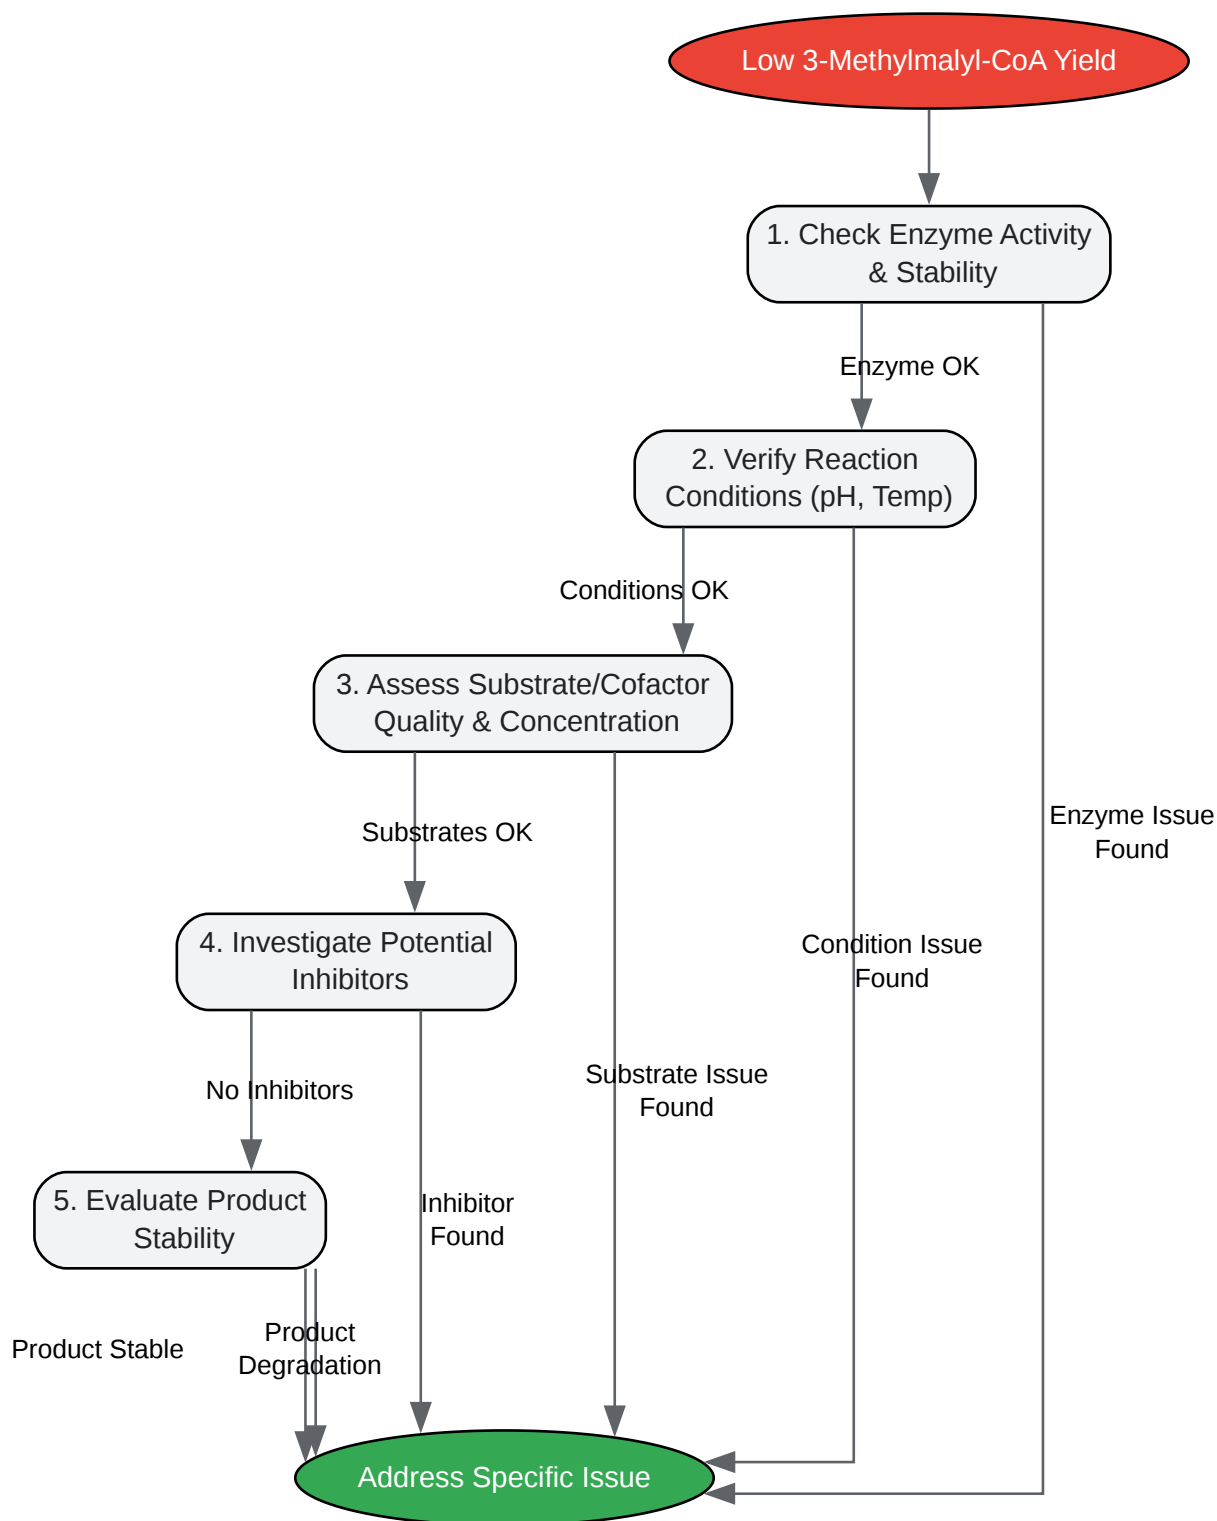 Low 3-Methylmalyl-CoA Yield
1. Check Enzyme Activity
& Stability
Enzyme OK
2. Verify Reaction
Conditions (pH, Temp)
Conditions OK
3. Assess Substrate/Cofactor
Quality & Concentration
Substrates OK
Enzyme Issue
Found
4. Investigate Potential
Inhibitors
Condition Issue
Found
No Inhibitors
Substrate Issue
Found
5. Evaluate Product
Stability
Inhibitor
Found
Product Stable
Product
Degradation
Address Specific Issue